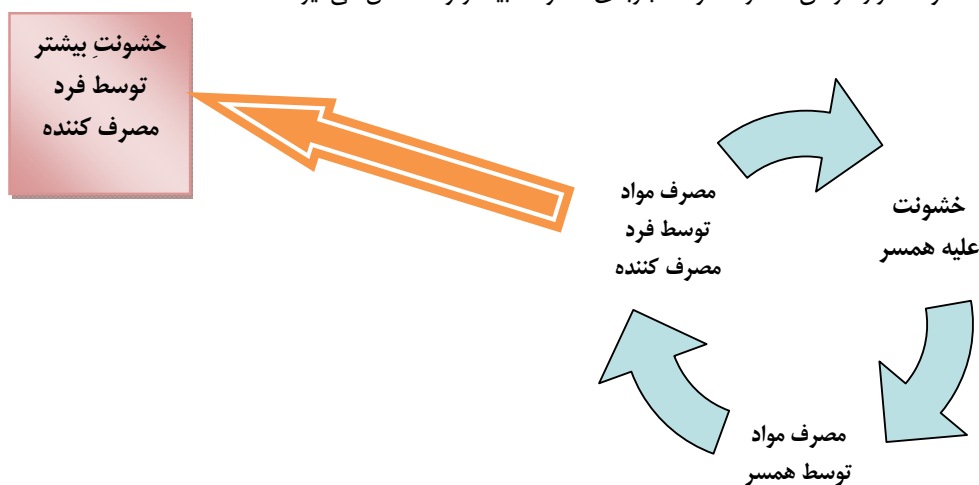 خشونتِ بیشتر
توسط فرد
مصرف کننده
مصرف مواد
توسط فرد
مصرف کننده
خشونت
علیه همسر
مصرف مواد
توسط همسر